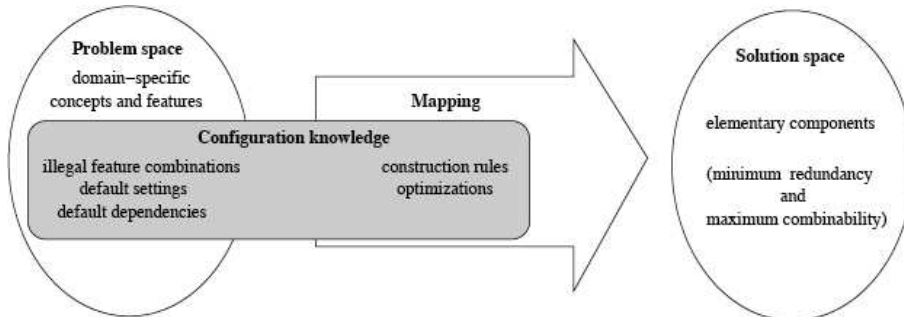 Problem space
domain–specific
concepts and features
Mapping
Configuration knowledge
illegal feature combinations
default settings
default dependencies
construction rules
optimizations
Solution space
elementary components
(minimum redundancy
and
maximum combinability)